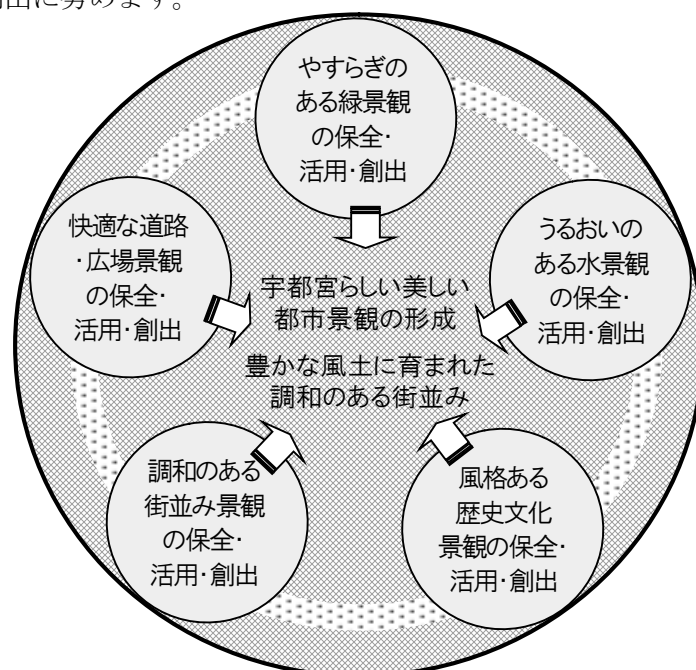 出に努めます。
やすらぎの
ある緑景観
の保全・
活用・創出
快適な道路
・広場景観
の保全・
活用・創出
うるおいの
ある水景観
の保全・
活用・創出
宇都宮らしい美しい
都市景観の形成
豊かな風土に育まれた
調和のある街並み
調和のある
街並み景観
の保全・
活用・創出
風格ある
歴史文化
景観の保全・
活用・創出